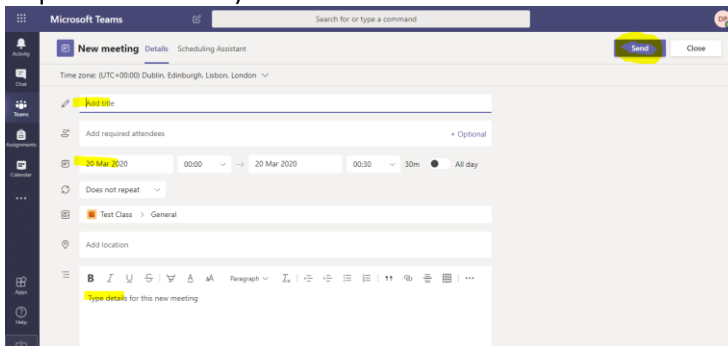 Microsoft Teams
Search for or type a command
DP
Activity
New meeting Details Scheduling Assistant
Send Close
Chat
Time zone: (UTC+00:00) Dublin, Edinburgh, Lisbon, London
Teams
Add title
Assignments
Add required attendees + Optional
Calendar
20 Mar 2020 00:00 → 20 Mar 2020 00:30 30m All day
Does not repeat
Test Class > General
Add location
B I U S A AA Paragraph
Apps
Type details for this new meeting
Help